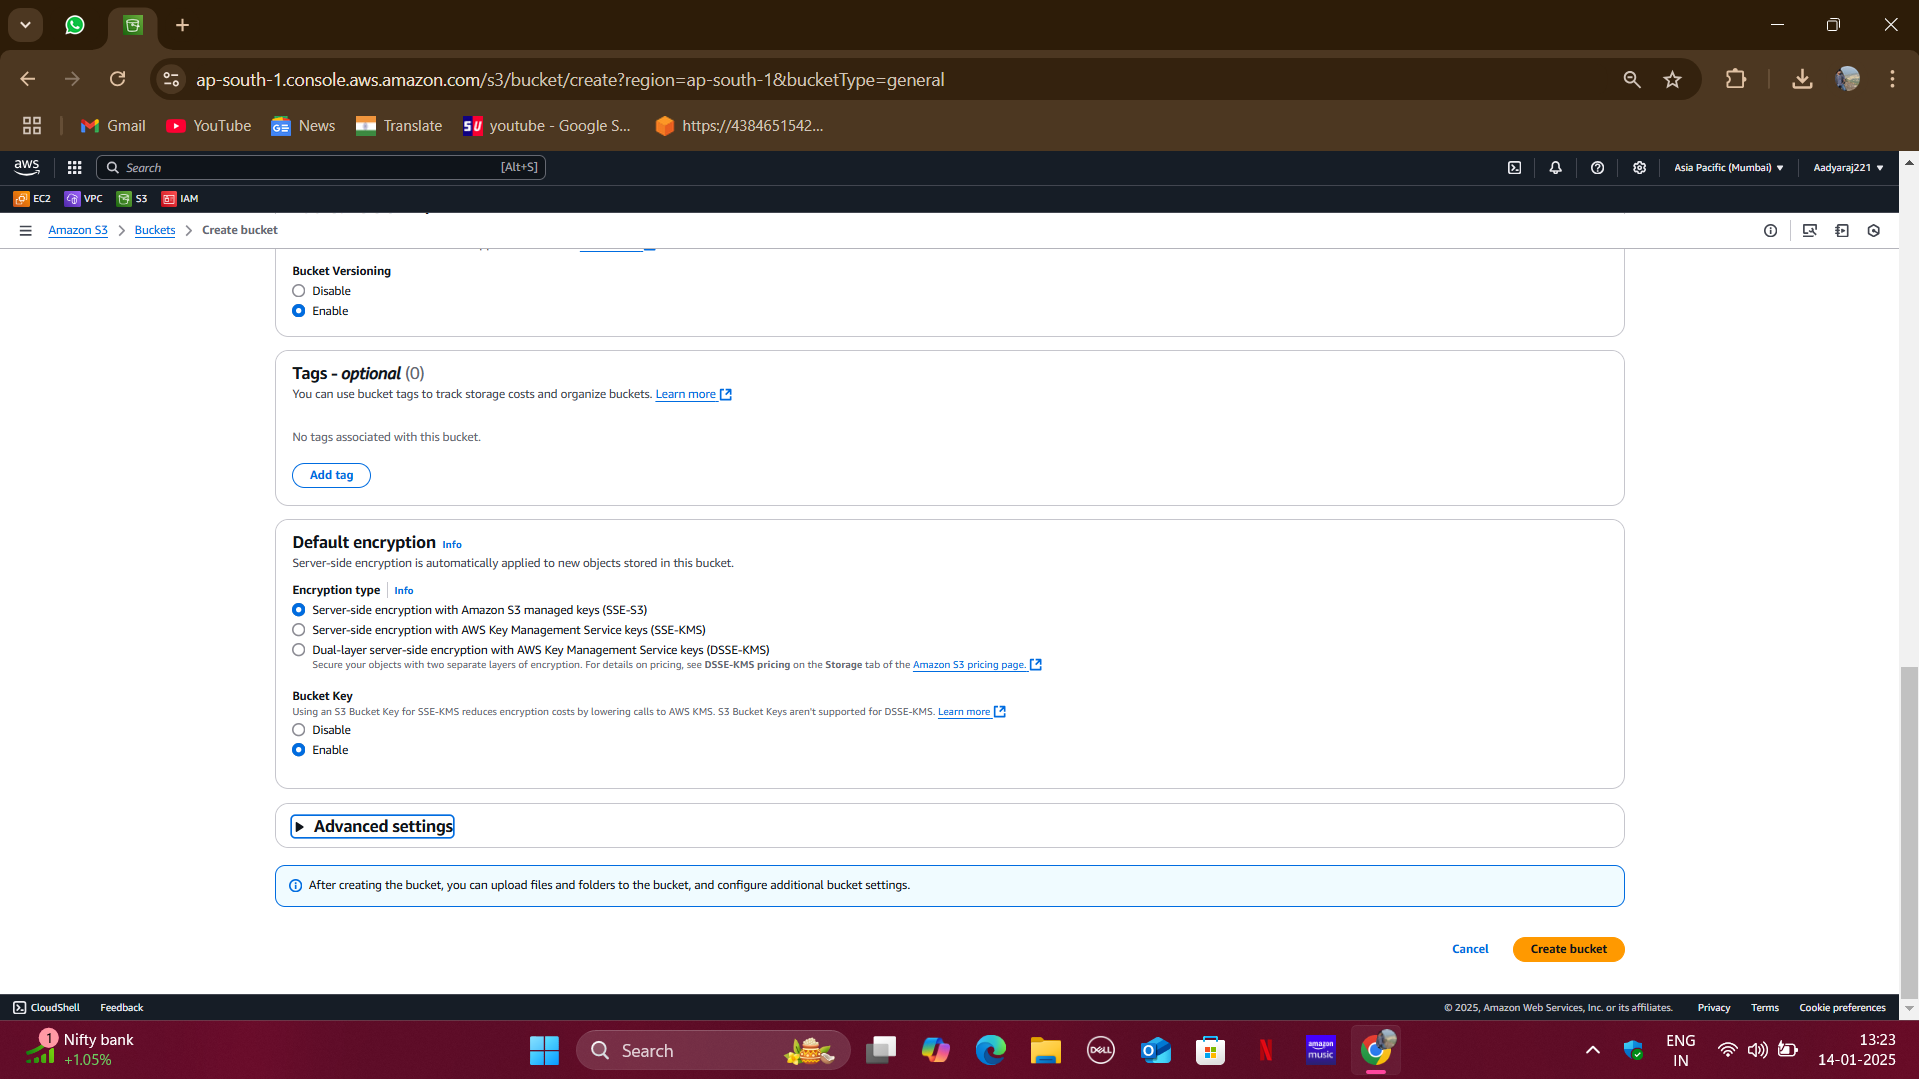 ap-south-1.console.aws.amazon.com/s3/bucket/create?region=ap-south-1&bucketType=general
Gmail YouTube News Translate SU youtube - Google S... https://4384651542...
aws Search [Alt+S] Asia Pacific (Mumbai) Aadyaraj221
EC2 VPC S3 IAM
Amazon S3 Buckets Create bucket
Bucket Versioning
Disable
Enable
Tags - optional (0)
You can use bucket tags to track storage costs and organize buckets. Learn more
No tags associated with this bucket.
Add tag
Default encryption Info
Server-side encryption is automatically applied to new objects stored in this bucket.
Encryption type Info
Server-side encryption with Amazon S3 managed keys (SSE-S3)
Server-side encryption with AWS Key Management Service keys (SSE-KMS)
Dual-layer server-side encryption with AWS Key Management Service keys (DSSE-KMS)
Secure your objects with two separate layers of encryption. For details on pricing, see DSSE-KMS pricing on the Storage tab of the Amazon S3 pricing page.
Bucket Key
Using an S3 Bucket Key for SSE-KMS reduces encryption costs by lowering calls to AWS KMS. S3 Bucket Keys aren't supported for DSSE-KMS. Learn more
Disable
Enable
Advanced settings
After creating the bucket, you can upload files and folders to the bucket, and configure additional bucket settings.
Cancel Create bucket
CloudShell Feedback © 2025, Amazon Web Services, Inc. or its affiliates. Privacy Terms Cookie preferences
1 Nifty bank
+1.05%
Search
DELL
amazon music
ENG
IN
13:23
14-01-2025